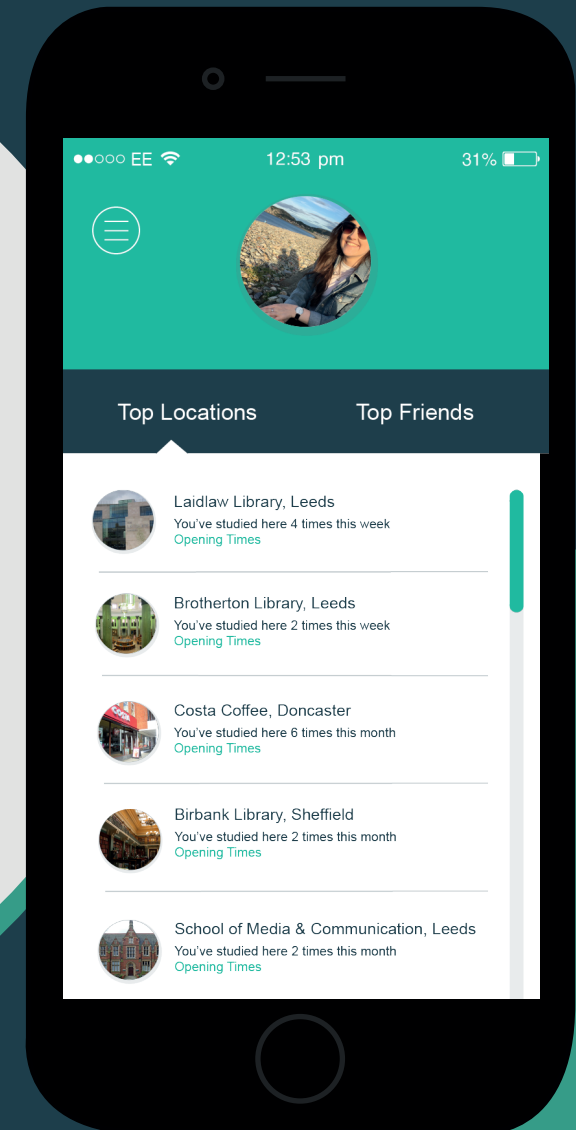 EE 12:53 pm 31%
Top Locations Top Friends
Laidlaw Library, Leeds
You've studied here 4 times this week
Opening Times
Brotherton Library, Leeds
You've studied here 2 times this week
Opening Times
Costa Coffee, Doncaster
You've studied here 6 times this month
Opening Times
Birbank Library, Sheffield
You've studied here 2 times this month
Opening Times
School of Media & Communication, Leeds
You've studied here 2 times this month
Opening Times